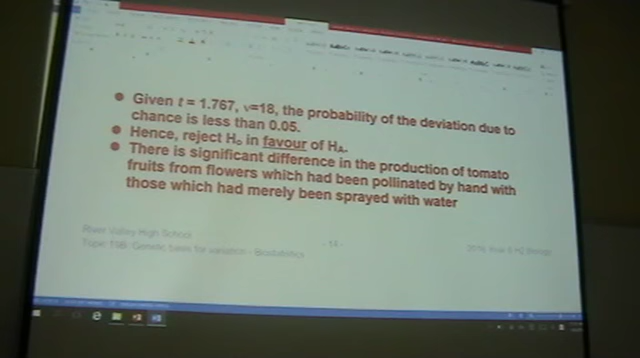 Given t = 1.767, v=18, the probability of the deviation due to
chance is less than 0.05.
Hence, reject Ho in favour of HA.
There is significant difference in the production of tomato
fruits from flowers which had been pollinated by hand with
those which had merely been sprayed with water
River Valley High School
- 14 -